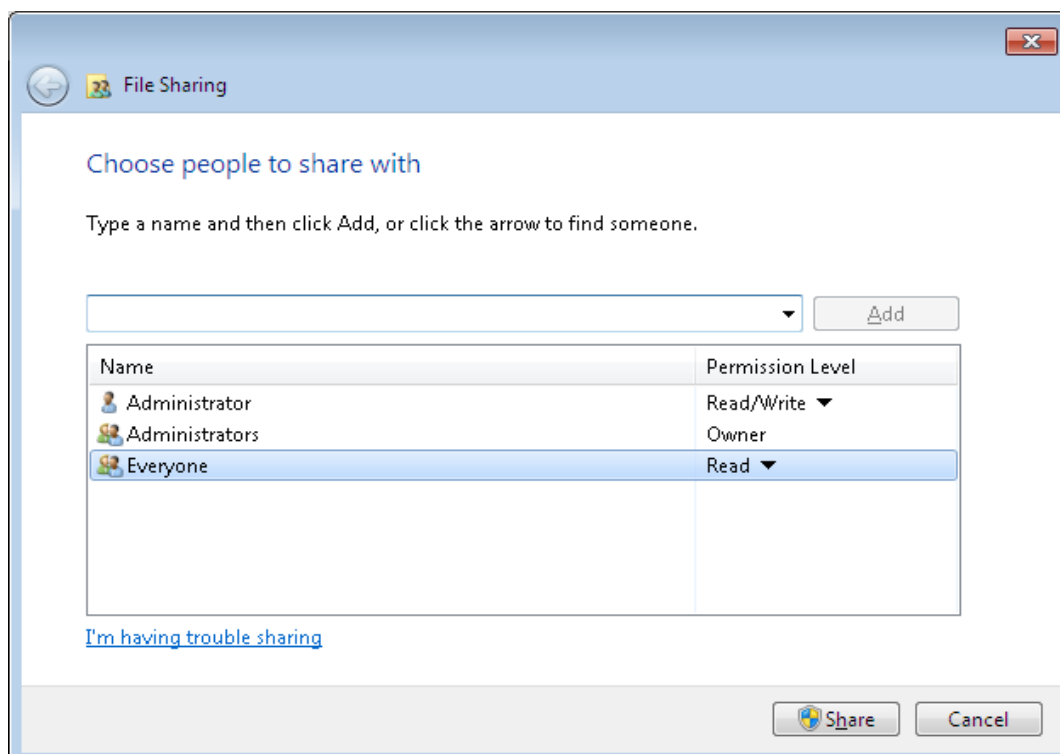 File Sharing
Choose people to share with
Type a name and then click Add, or click the arrow to find someone.
Add
Name Permission Level
Administrator Read/Write
Administrators Owner
Everyone Read
I'm having trouble sharing
Share Cancel